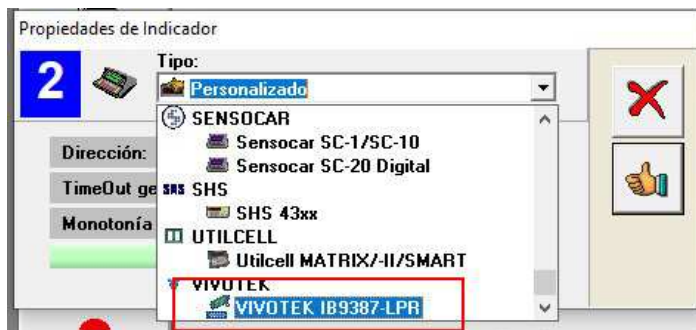 Propiedades de Indicador
2
Tipo:
Personalizado
SENSOCAR
Sensocar SC-1/SC-10
Sensocar SC-20 Digital
Dirección:
TimeOut ge
SHS SHS
SHS 43xx
Monotonía
UTILCELL
Utilcell MATRIX/-II/SMART
VIVOTEK
VIVOTEK IB9387-LPR